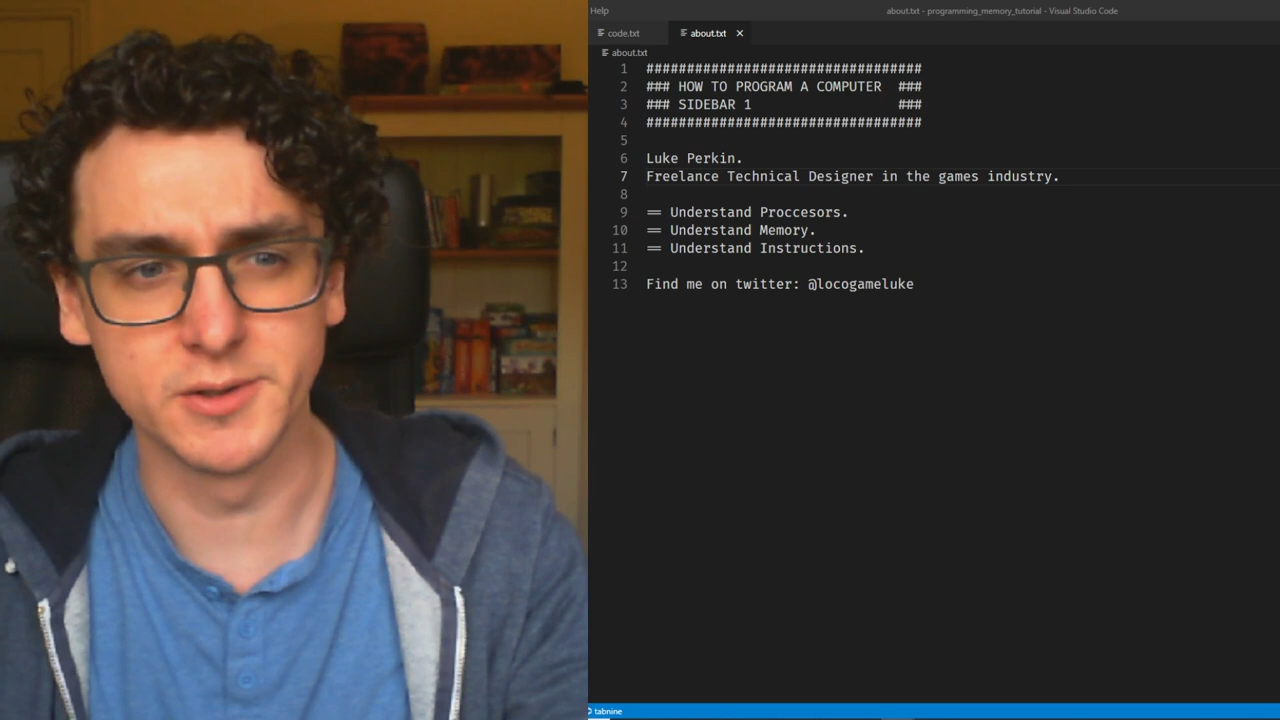 Help
about.txt - programming_memory_tutorial - Visual Studio Code
code.txt
about.txt
about.txt
1 ##################################
2 ### HOW TO PROGRAM A COMPUTER ###
3 ### SIDEBAR 1 ###
4 ##################################
5
6 Luke Perkin.
7 Freelance Technical Designer in the games industry.
8
9 == Understand Proccesors.
10 == Understand Memory.
11 == Understand Instructions.
12
13 Find me on twitter: @locogameluke
tabnine